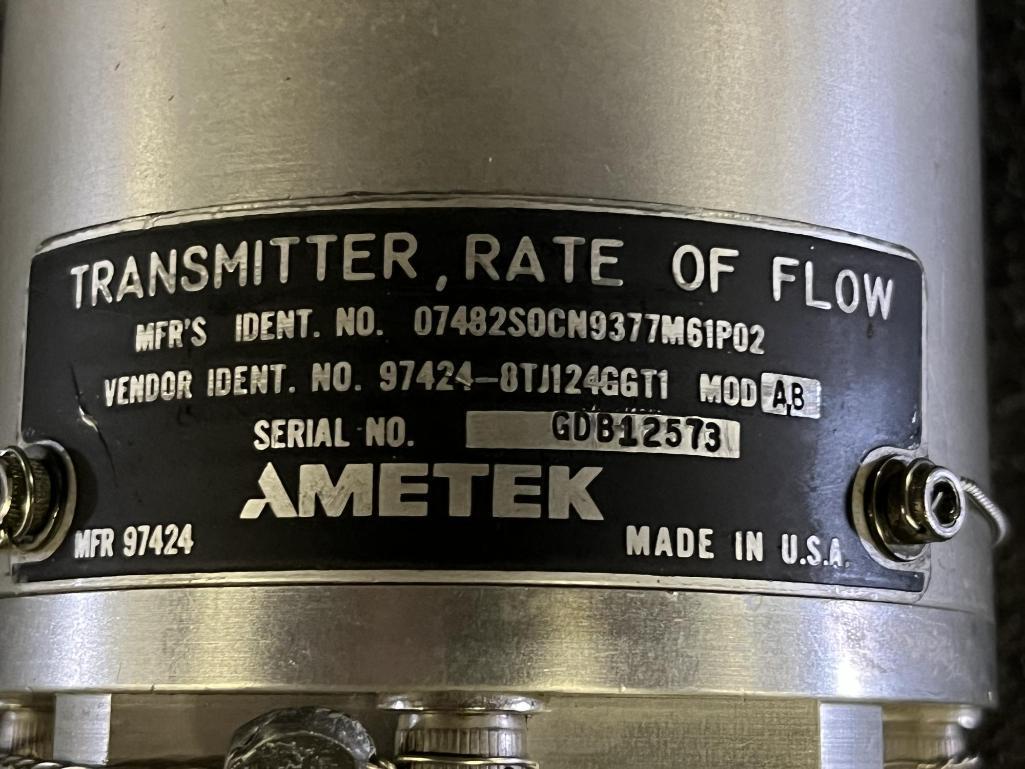 TRANSMITTER, RATE OF FLOW
MFR'S IDENT. NO. 07482SOCN9377M61P02
VENDOR IDENT. NO. 97424-8TJ124GGT1 MOD AB
SERIAL NO. GDB12573
AMETEK
MFR 97424 MADE IN U.S.A.